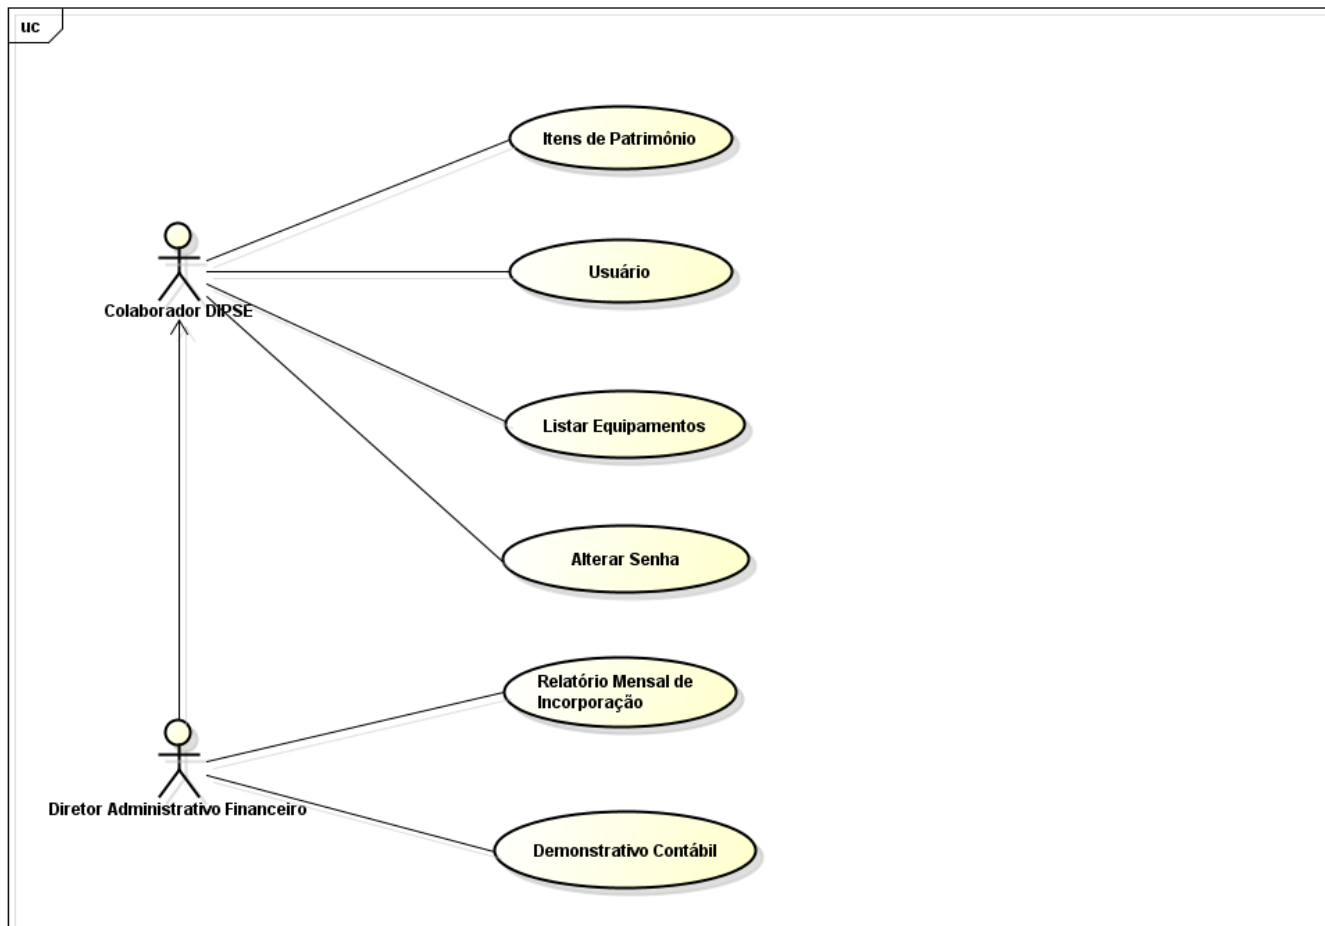 uc
Itens de Patrimônio
Usuário
Colaborador DIPSE
Listar Equipamentos
Alterar Senha
Relatório Mensal de
Incorporação
Diretor Administrativo Financeiro
Demonstrativo Contábil